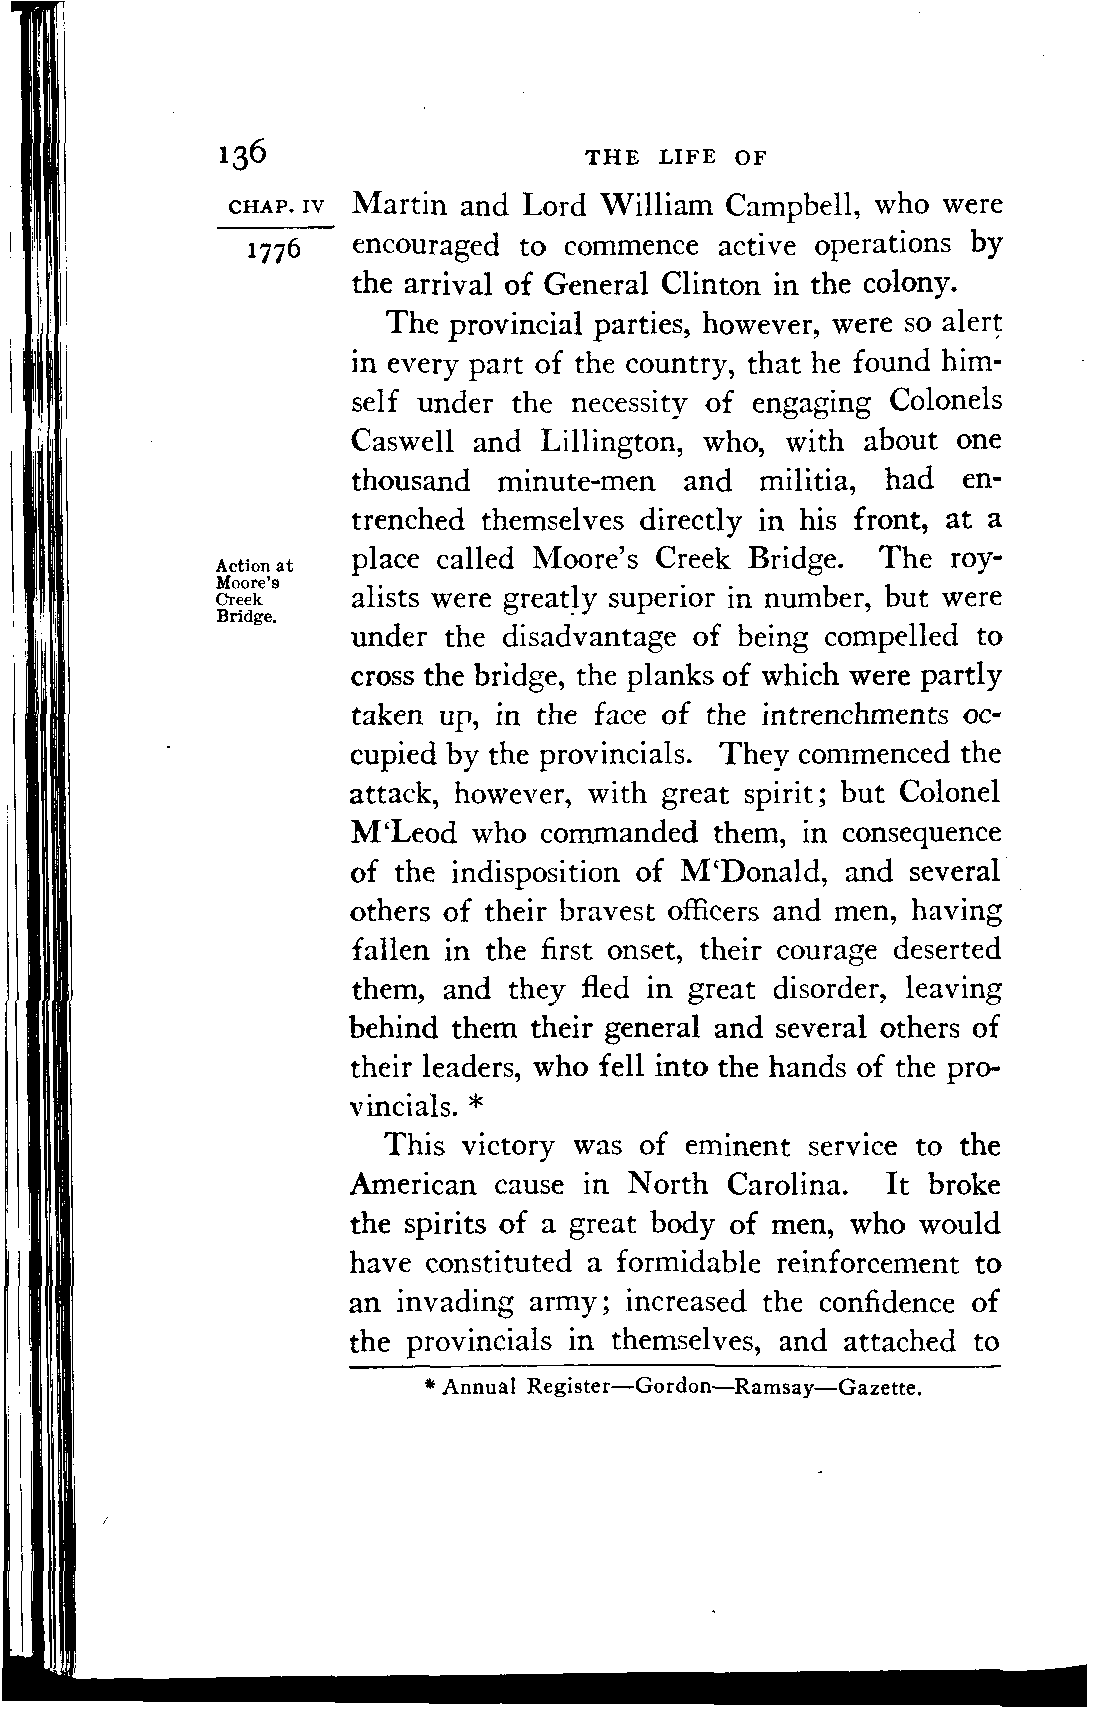 136 THE LIFE OF
CHAP. IV
1776
Martin and Lord William Campbell, who were
encouraged to commence active operations by
the arrival of General Clinton in the colony.
The provincial parties, however, were so alert
in every part of the country, that he found him-
self under the necessity of engaging Colonels
Caswell and Lillington, who, with about one
thousand minute-men and militia, had en-
trenched themselves directly in his front, at a
Action at
Moore's
Creek
Bridge.
place called Moore's Creek Bridge. The roy-
alists were greatly superior in number, but were
under the disadvantage of being compelled to
cross the bridge, the planks of which were partly
taken up, in the face of the intrenchments oc-
cupied by the provincials. They commenced the
attack, however, with great spirit; but Colonel
M‘Leod who commanded them, in consequence
of the indisposition of M‘Donald, and several
others of their bravest officers and men, having
fallen in the first onset, their courage deserted
them, and they fled in great disorder, leaving
behind them their general and several others of
their leaders, who fell into the hands of the pro-
vincials. *
This victory was of eminent service to the
American cause in North Carolina. It broke
the spirits of a great body of men, who would
have constituted a formidable reinforcement to
an invading army; increased the confidence of
the provincials in themselves, and attached to
* Annual Register—Gordon—Ramsay—Gazette.